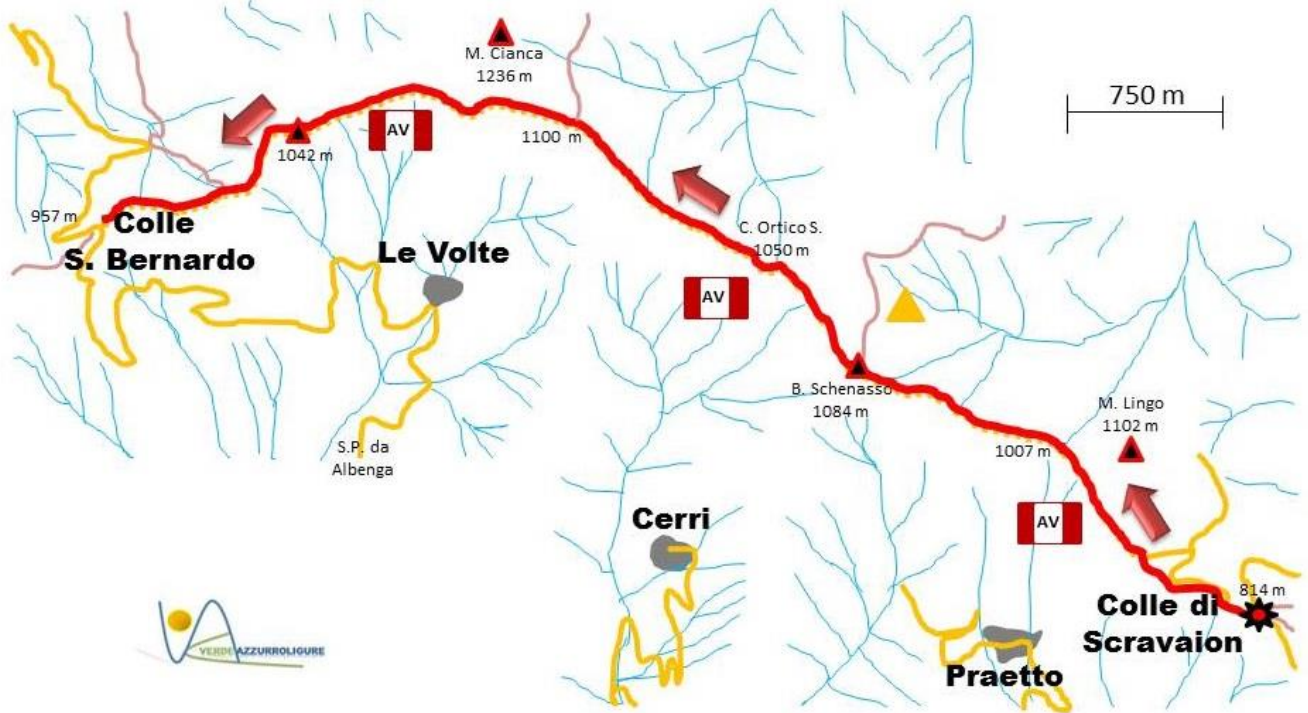 M. Cianca
1236 m
750 m
AV
1100 m
1042 m
957 m
Colle
S. Bernardo
Le Volte
C. Ortico S.
1050 m
AV
B. Schenasso
1084 m
M. Lingo
1102 m
S.P. da
Albenga
1007 m
Cerri
AV
814 m
Colle di
Scravaion
Praetto
VERDEAZZURROLIGURE